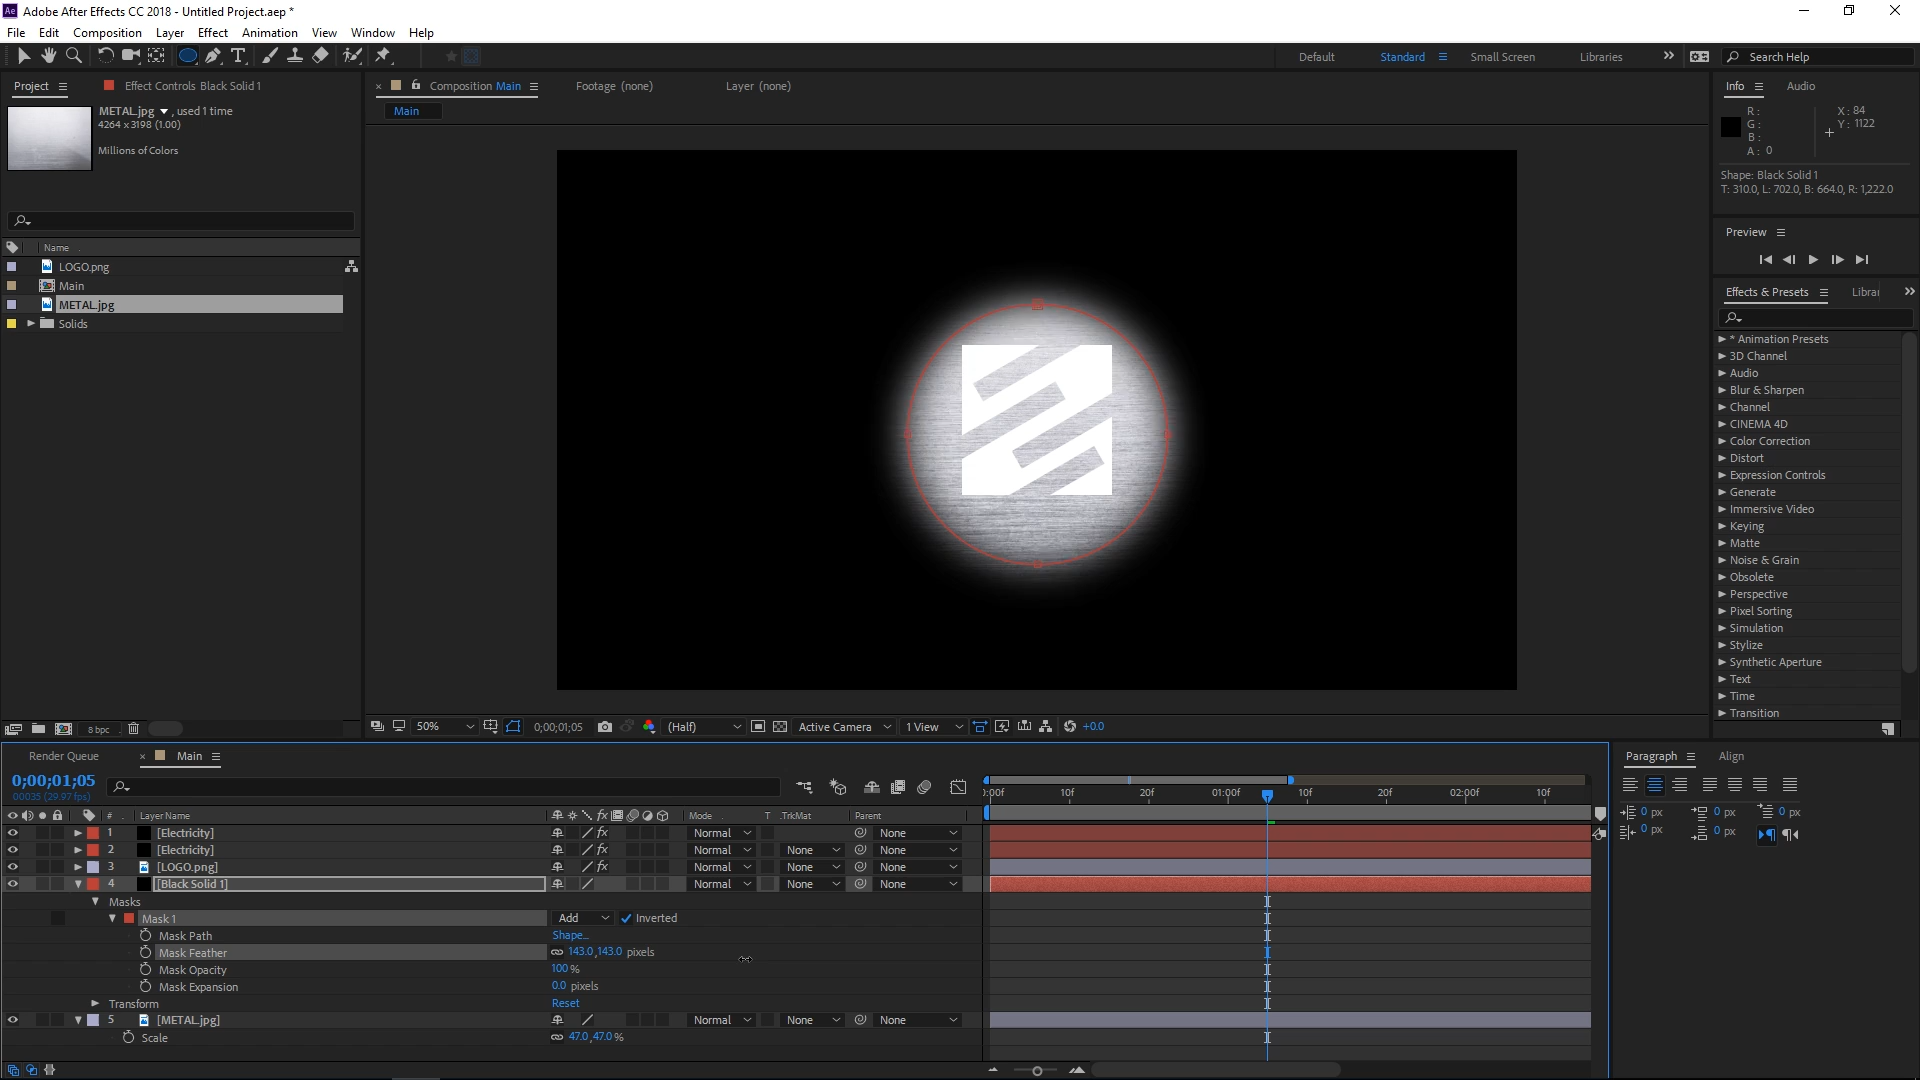 Adobe After Effects CC 2018 - Untitled Project.aep *
File Edit Composition Layer Effect Animation View Window Help
Default Standard Small Screen Libraries Search Help
Project Effect Controls Black Solid 1
METAL.jpg , used 1 time
4264 x 3198 (1.00)
Millions of Colors
Name
LOGO.png
Main
METAL.jpg
Solids
8 bpc
Composition Main Footage (none) Layer (none)
Main
50% 0;00;01;05 (Half) Active Camera 1 View +0.0
Info Audio
R:
G:
B:
A: 0
X: 84
Y: 1122
Shape: Black Solid 1
T: 310.0, L: 702.0, B: 664.0, R: 1,222.0
Preview
Effects & Presets Librar
* Animation Presets
3D Channel
Audio
Blur & Sharpen
Channel
CINEMA 4D
Color Correction
Distort
Expression Controls
Generate
Immersive Video
Keying
Matte
Noise & Grain
Obsolete
Perspective
Pixel Sorting
Simulation
Stylize
Synthetic Aperture
Text
Time
Transition
Render Queue Main
0;00;01;05
00035 (29.97 fps)
:00f 10f 20f 01:00f 10f 20f 02:00f 10f
# Layer Name Mode T .TrkMat Parent
1 [Electricity] Normal None
2 [Electricity] Normal None None
3 [LOGO.png] Normal None None
4 [Black Solid 1] Normal None None
Masks
Mask 1 Add Inverted
Mask Path Shape...
Mask Feather 143.0,143.0 pixels
Mask Opacity 100%
Mask Expansion 0.0 pixels
Transform Reset
5 [METAL.jpg] Normal None None
Scale 47.0,47.0%
Paragraph Align
0 px 0 px 0 px
0 px 0 px